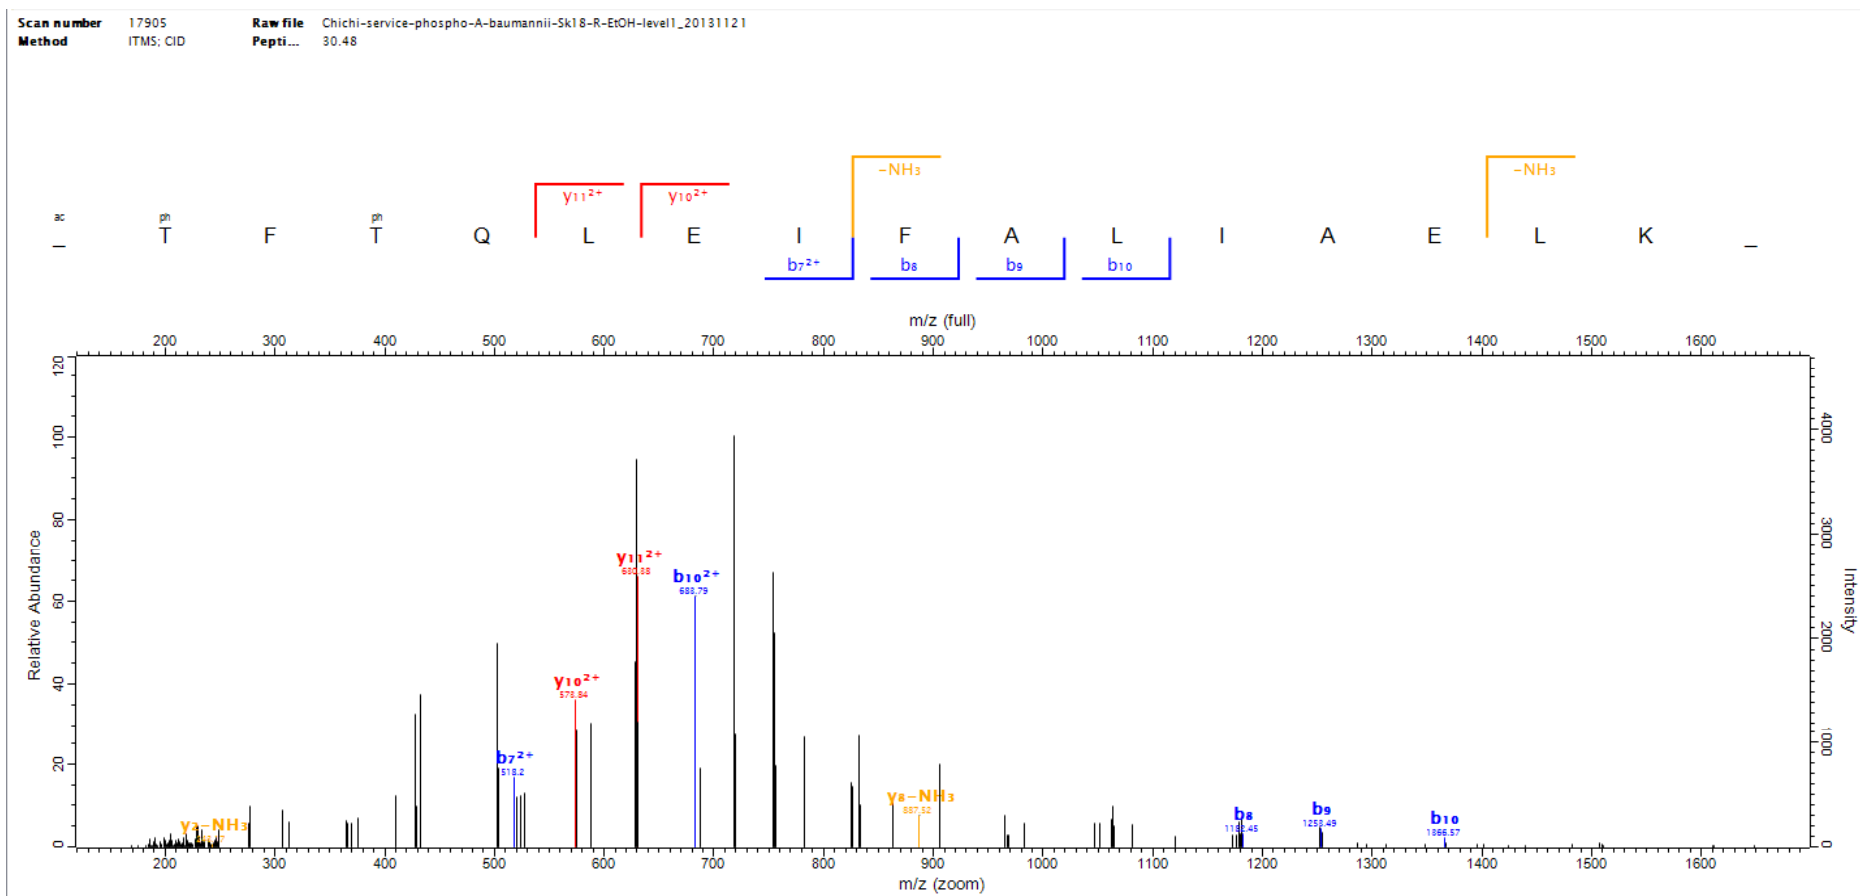 Scan number 17905 Raw file Chichi-service-phospho-A-baumannii-Sk18-R-EtOH-level1_20131121
Method ITMS; CID Pepti... 30.48
-NH₃ -NH₃
y₁₁²⁺ y₁₀²⁺
ac ph ph
_ T F T Q L E I F A L I A E L K _
b₇²⁺ b₈ b₉ b₁₀
m/z (full)
200 300 400 500 600 700 800 900 1000 1100 1200 1300 1400 1500 1600
120
100
80
60
40
20
0
Relative Abundance
4000
3000
2000
1000
0
Intensity
y₁₁²⁺
630.88
b₁₀²⁺
683.79
y₁₀²⁺
573.84
b₇²⁺
518.2
y₈-NH₃
887.52
y₂-NH₃
b₈
1182.45
b₉
1253.49
b₁₀
1366.57
200 300 400 500 600 700 800 900 1000 1100 1200 1300 1400 1500 1600
m/z (zoom)